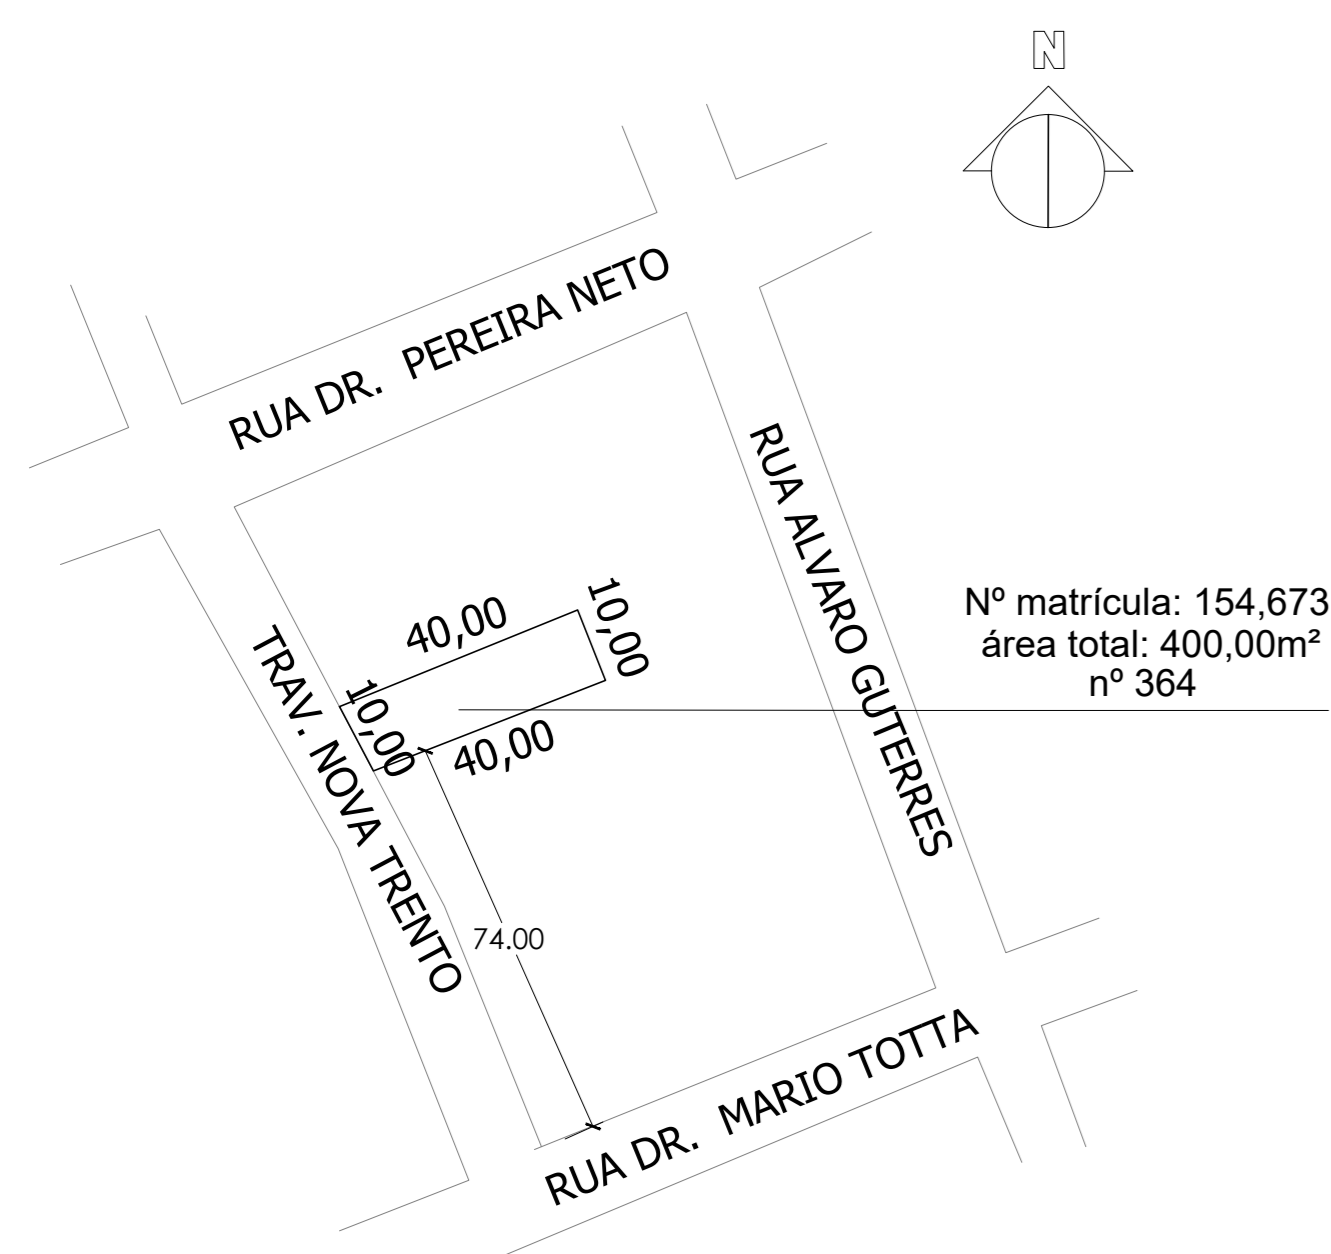 N
RUA DR. PEREIRA NETO
RUA ALVARO GUTERRES
40,00
10,00
Nº matrícula: 154,673
área total: 400,00m²
nº 364
TRAV. NOVA TRENTO
10,00
40,00
74.00
RUA DR. MARIO TOTTA